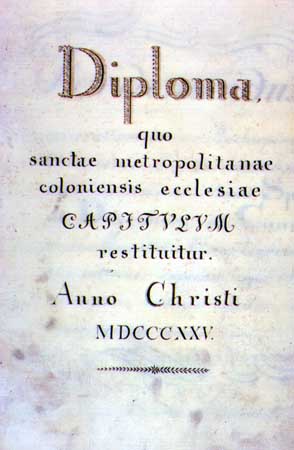 Diploma,
quo
sanctae metropolitanae
coloniensis ecclesiae
CAPITVLVM
restituitur.
Anno Christi
MDCCCXXV.